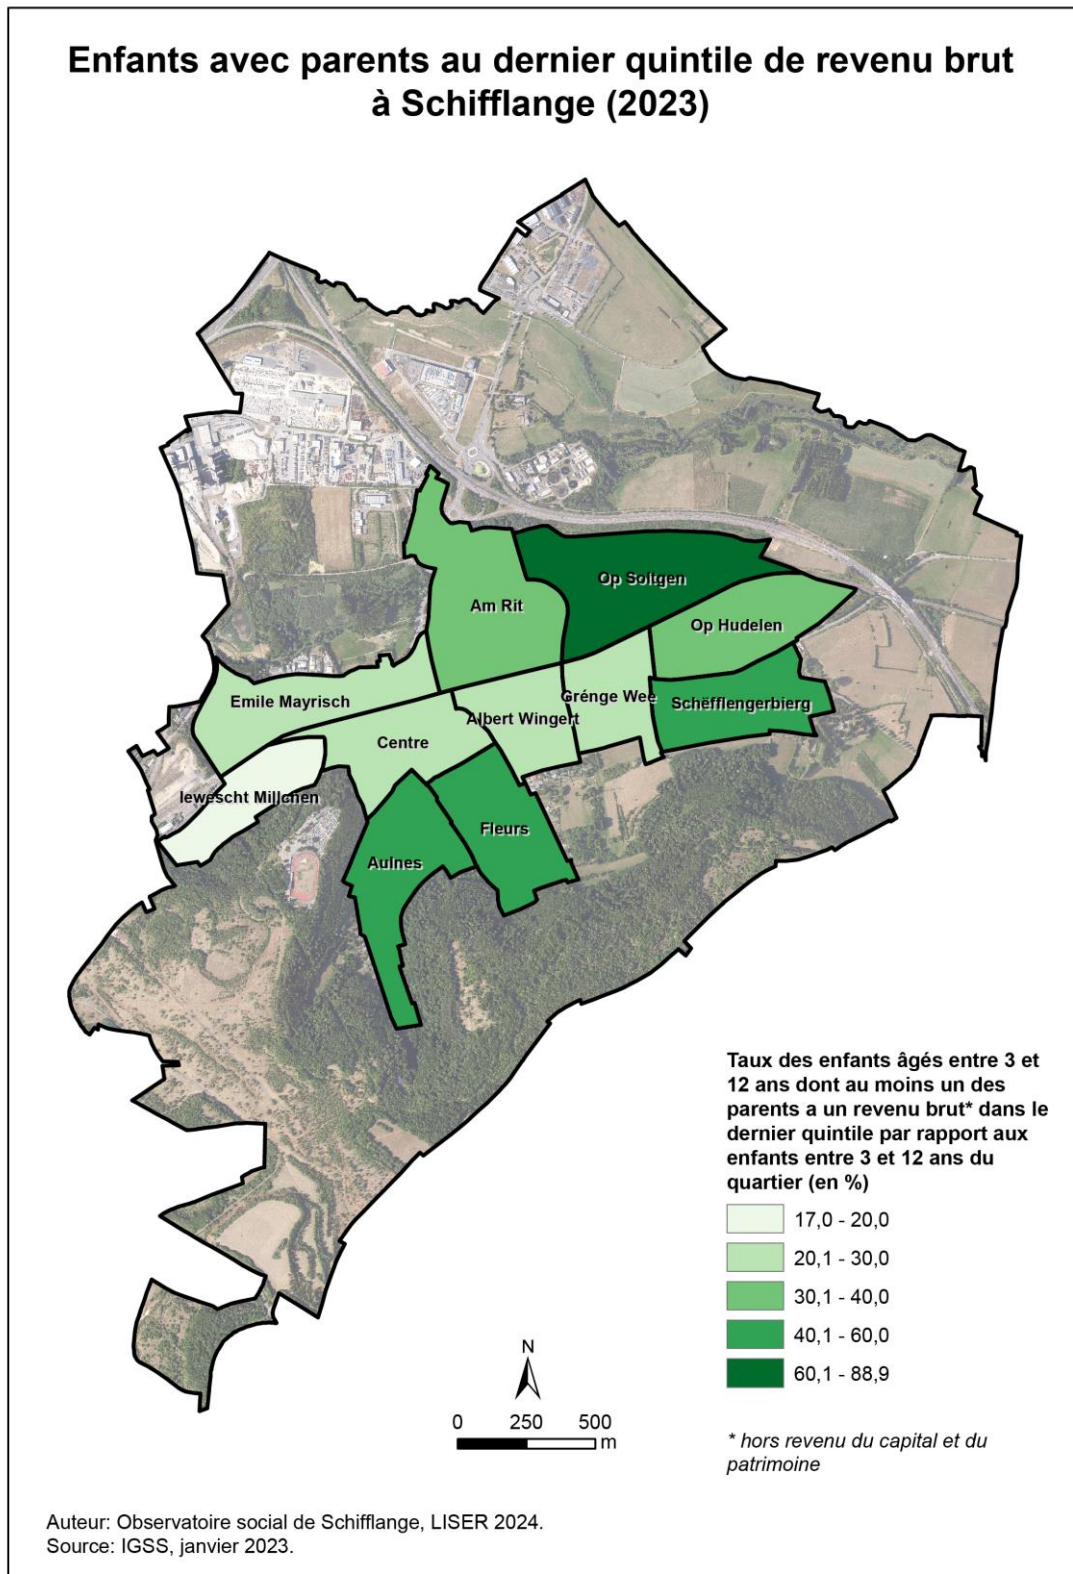 Enfants avec parents au dernier quintile de revenu brut
à Schifflange (2023)
Op Soltgen
Am Rit
Op Hudelen
Emile Mayrisch
Grénge Wee
Schëfflengerbierg
Albert Wingert
Centre
Iewescht Millchen
Fleurs
Aulnes
Taux des enfants âgés entre 3 et
12 ans dont au moins un des
parents a un revenu brut* dans le
dernier quintile par rapport aux
enfants entre 3 et 12 ans du
quartier (en %)
17,0 - 20,0
20,1 - 30,0
30,1 - 40,0
40,1 - 60,0
60,1 - 88,9
N
0 250 500
m
* hors revenu du capital et du
patrimoine
Auteur: Observatoire social de Schifflange, LISER 2024.
Source: IGSS, janvier 2023.